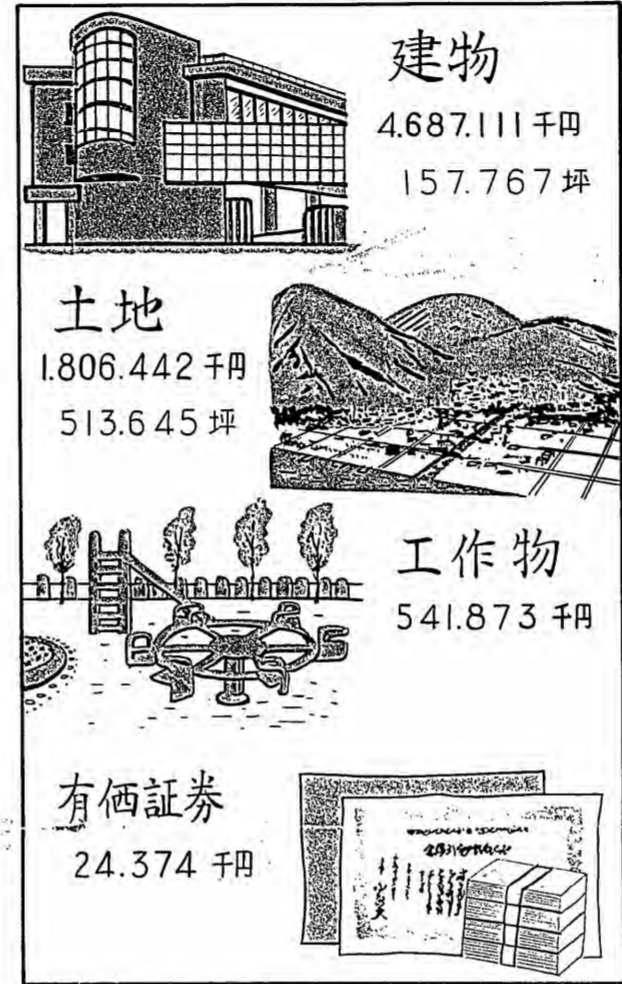 建物
4.687.111 千円
157.767 坪
土地
1.806.442 千円
513.645 坪
工作物
541.873 千円
有価証券
24.374 千円